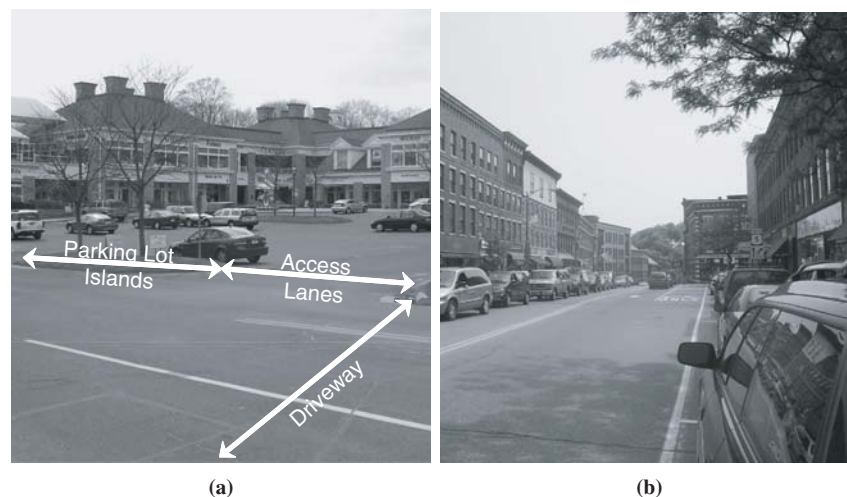 Parking Lot
Islands
Access
Lanes
Driveway
(a)
(b)